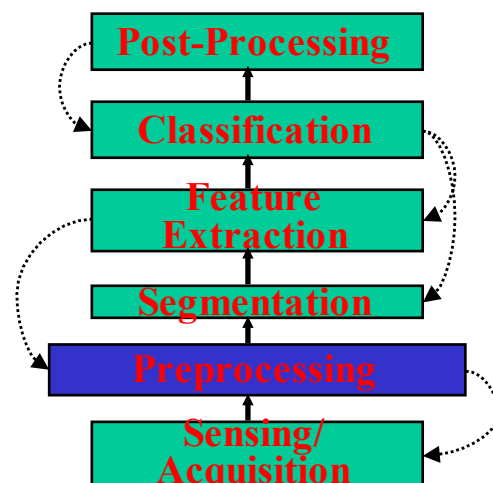 Post-Processing
Classification
Feature
Extraction
Segmentation
Preprocessing
Sensing/
Acquisition